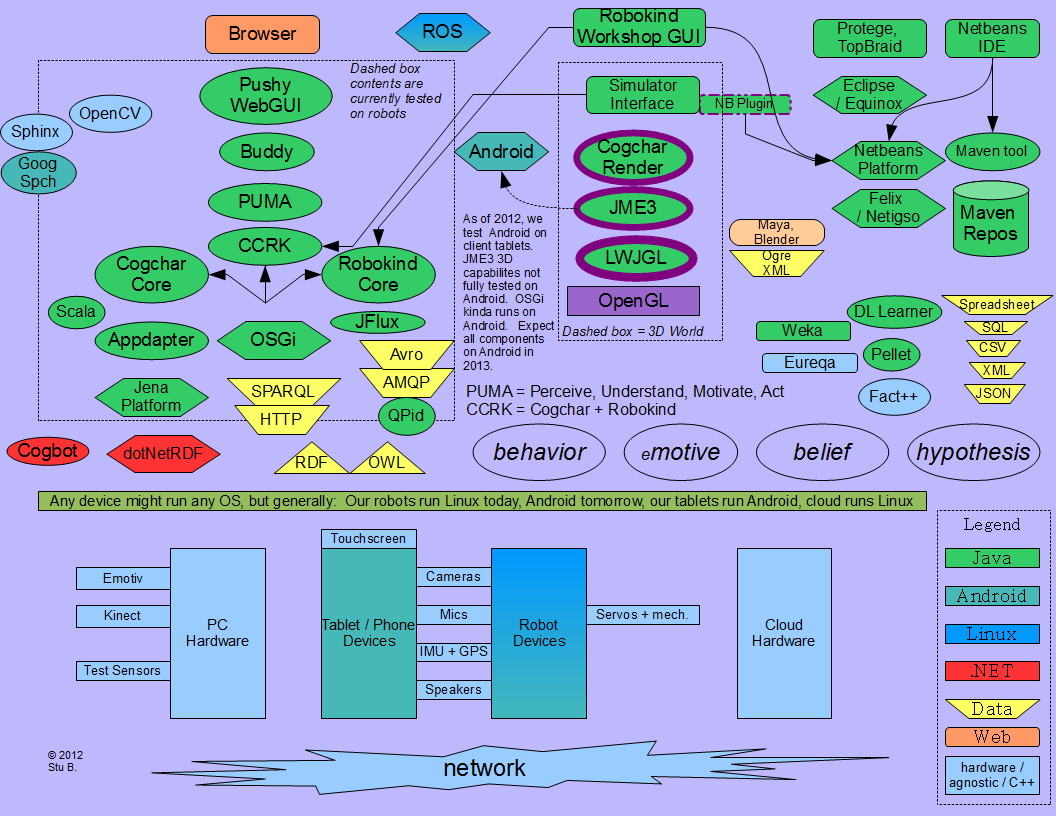 Browser
ROS
Robokind
Workshop GUI
Protege,
TopBraid
Netbeans
IDE
Dashed box
contents are
currently tested
on robots
Pushy
WebGUI
Simulator
Interface
NB Plugin
Eclipse
/ Equinox
OpenCV
Sphinx
Goog
Spch
Buddy
Android
Cogchar
Render
Netbeans
Platform
Maven tool
PUMA
JME3
Felix
/ Netigso
Maven
Repos
As of 2012, we
test Android on
client tablets.
JME3 3D
capabilites not
fully tested on
Android. OSGi
kinda runs on
Android. Expect
all components
on Android in
2013.
Maya,
Blender
Ogre
XML
CCRK
Cogchar
Core
Robokind
Core
LWJGL
OpenGL
Dashed box = 3D World
Scala
Appdapter
OSGi
JFlux
Avro
AMQP
QPid
Jena
Platform
SPARQL
HTTP
DL Learner
Weka
Eureqa
Pellet
Fact++
Spreadsheet
SQL
CSV
XML
JSON
PUMA = Perceive, Understand, Motivate, Act
CCRK = Cogchar + Robokind
Cogbot
dotNetRDF
RDF
OWL
behavior
emotive
belief
hypothesis
Any device might run any OS, but generally: Our robots run Linux today, Android tomorrow, our tablets run Android, cloud runs Linux
Touchscreen
Emotiv
Kinect
Test Sensors
PC
Hardware
Tablet / Phone
Devices
Cameras
Mics
IMU + GPS
Speakers
Robot
Devices
Servos + mech.
Cloud
Hardware
Legend
Java
Android
Linux
.NET
Data
Web
hardware /
agnostic / C++
© 2012
Stu B.
network